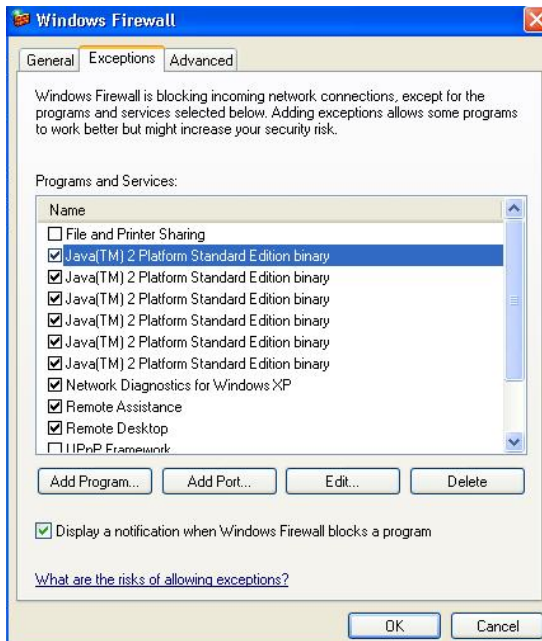 Windows Firewall
General Exceptions Advanced
Windows Firewall is blocking incoming network connections, except for the
programs and services selected below. Adding exceptions allows some programs
to work better but might increase your security risk.
Programs and Services:
Name
File and Printer Sharing
Java(TM) 2 Platform Standard Edition binary
Java(TM) 2 Platform Standard Edition binary
Java(TM) 2 Platform Standard Edition binary
Java(TM) 2 Platform Standard Edition binary
Java(TM) 2 Platform Standard Edition binary
Java(TM) 2 Platform Standard Edition binary
Network Diagnostics for Windows XP
Remote Assistance
Remote Desktop
UPnP Framework
Add Program... Add Port... Edit... Delete
Display a notification when Windows Firewall blocks a program
What are the risks of allowing exceptions?
OK Cancel